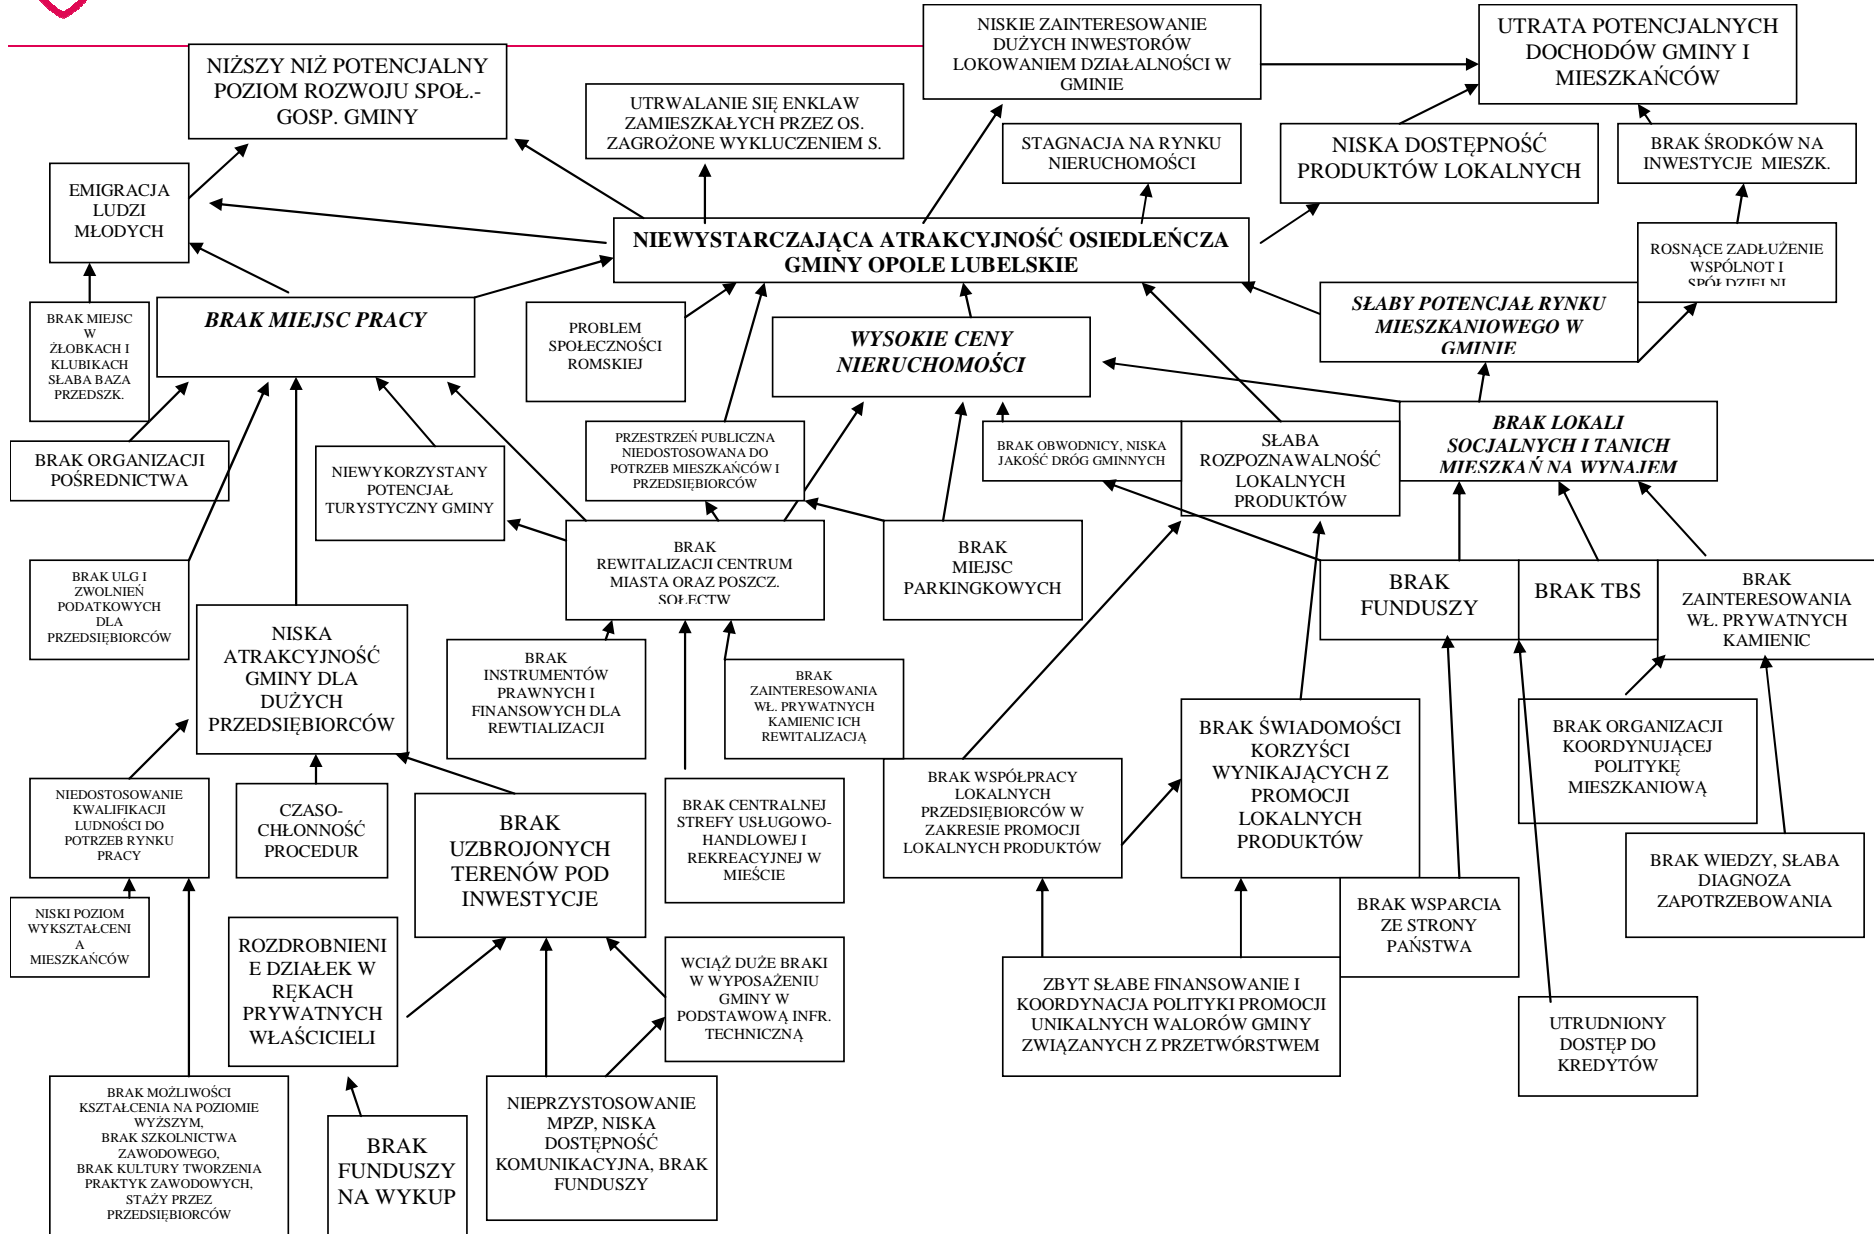 NISKIE ZAINTERESOWANIE
DUŻYCH INWESTORÓW
LOKOWANIEM DZIAŁALNOŚCI W
GMINIE
UTRATA POTENCJALNYCH
DOCHODÓW GMINY I
MIESZKAŃCÓW
NIŻSZY NIŻ POTENCJALNY
POZIOM ROZWOJU SPOŁ.-
GOSP. GMINY
UTRWALANIE SIĘ ENKLAW
ZAMIESZKAŁYCH PRZEZ OS.
ZAGROŻONE WYKLUCZENIEM S.
STAGNACJA NA RYNKU
NIERUCHOMOŚCI
NISKA DOSTĘPNOŚĆ
PRODUKTÓW LOKALNYCH
BRAK ŚRODKÓW NA
INWESTYCJE MIESZK.
EMIGRACJA
LUDZI
MŁODYCH
NIEWYSTARCZAJĄCA ATRAKCYJNOŚĆ OSIEDLEŃCZA
GMINY OPOLE LUBELSKIE
ROSNĄCE ZADŁUŻENIE
WSPÓLNOT I
SPÓŁDZIELNI
BRAK MIEJSC
W
ŻŁOBKACH I
KLUBIKACH
SŁABA BAZA
PRZEDSZK.
BRAK MIEJSC PRACY
PROBLEM
SPOŁECZNOŚCI
ROMSKIEJ
WYSOKIE CENY
NIERUCHOMOŚCI
SŁABY POTENCJAŁ RYNKU
MIESZKANIOWEGO W
GMINIE
BRAK ORGANIZACJI
POŚREDNICTWA
NIEWYKORZYSTANY
POTENCJAŁ
TURYSTYCZNY GMINY
PRZESTRZEŃ PUBLICZNA
NIEDOSTOSOWANA DO
POTRZEB MIESZKAŃCÓW I
PRZEDSIĘBIORCÓW
BRAK OBWODNICY, NISKA
JAKOŚĆ DRÓG GMINNYCH
SŁABA
ROZPOZNAWALNOŚĆ
LOKALNYCH
PRODUKTÓW
BRAK LOKALI
SOCJALNYCH I TANICH
MIESZKAŃ NA WYNAJEM
BRAK ULG I
ZWOLNIEŃ
PODATKOWYCH
DLA
PRZEDSIĘBIORCÓW
BRAK
REWITALIZACJI CENTRUM
MIASTA ORAZ POSZCZ.
SOŁECTW
BRAK
MIEJSC
PARKINGKOWYCH
BRAK
FUNDUSZY
BRAK TBS
BRAK
ZAINTERESOWANIA
WŁ. PRYWATNYCH
KAMIENIC
NISKA
ATRAKCYJNOŚĆ
GMINY DLA
DUŻYCH
PRZEDSIĘBIORCÓW
BRAK
INSTRUMENTÓW
PRAWNYCH I
FINANSOWYCH DLA
REWTIALIZACJI
BRAK
ZAINTERESOWANIA
WŁ. PRYWATNYCH
KAMIENIC ICH
REWITALIZACJĄ
BRAK ŚWIADOMOŚCI
KORZYŚCI
WYNIKAJĄCYCH Z
PROMOCJI
LOKALNYCH
PRODUKTÓW
BRAK ORGANIZACJI
KOORDYNUJĄCEJ
POLITYKĘ
MIESZKANIOWĄ
NIEDOSTOSOWANIE
KWALIFIKACJI
LUDNOŚCI DO
POTRZEB RYNKU
PRACY
CZASO-
CHŁONNOŚĆ
PROCEDUR
BRAK
UZBROJONYCH
TERENÓW POD
INWESTYCJE
BRAK CENTRALNEJ
STREFY USŁUGOWO-
HANDLOWEJ I
REKREACYJNEJ W
MIEŚCIE
BRAK WSPÓŁPRACY
LOKALNYCH
PRZEDSIĘBIORCÓW W
ZAKRESIE PROMOCJI
LOKALNYCH PRODUKTÓW
BRAK WIEDZY, SŁABA
DIAGNOZA
ZAPOTRZEBOWANIA
NISKI POZIOM
WYKSZTAŁCENI
A
MIESZKAŃCÓW
ROZDROBNIENI
E DZIAŁEK W
RĘKACH
PRYWATNYCH
WŁAŚCICIELI
WCIĄŻ DUŻE BRAKI
W WYPOSAŻENIU
GMINY W
PODSTAWOWĄ INFR.
TECHNICZNĄ
BRAK WSPARCIA
ZE STRONY
PAŃSTWA
ZBYT SŁABE FINANSOWANIE I
KOORDYNACJA POLITYKI PROMOCJI
UNIKALNYCH WALORÓW GMINY
ZWIĄZANYCH Z PRZETWÓRSTWEM
UTRUDNIONY
DOSTĘP DO
KREDYTÓW
BRAK MOŻLIWOŚCI
KSZTAŁCENIA NA POZIOMIE
WYŻSZYM,
BRAK SZKOLNICTWA
ZAWODOWEGO,
BRAK KULTURY TWORZENIA
PRAKTYK ZAWODOWYCH,
STAŻY PRZEZ
PRZEDSIĘBIORCÓW
BRAK
FUNDUSZY
NA WYKUP
NIEPRZYSTOSOWANIE
MPZP, NISKA
DOSTĘPNOŚĆ
KOMUNIKACYJNA, BRAK
FUNDUSZY